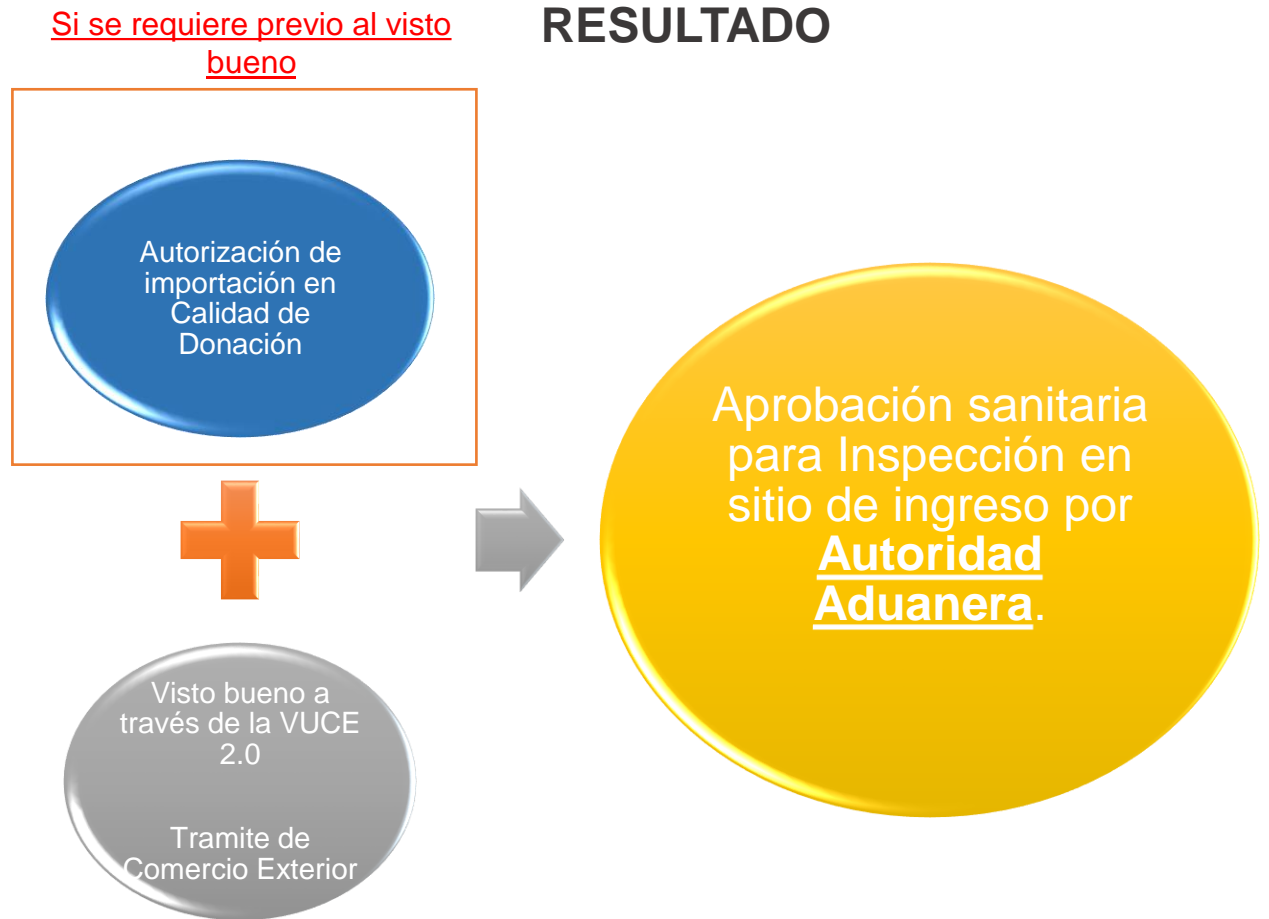 Si se requiere previo al visto
bueno
RESULTADO
Autorización de
importación en
Calidad de
Donación
Visto bueno a
través de la VUCE
2.0
Tramite de
Comercio Exterior
Aprobación sanitaria
para Inspección en
sitio de ingreso por
Autoridad
Aduanera.